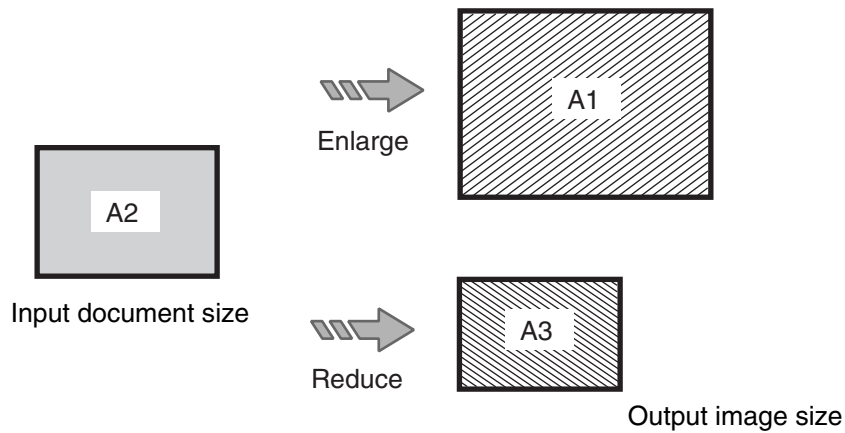 A1
Enlarge
A2
Input document size
A3
Reduce
Output image size